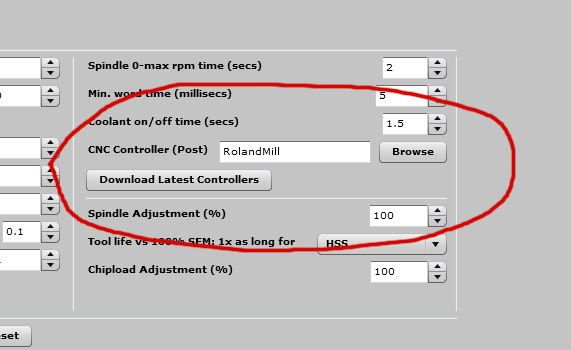 Spindle 0-max rpm time (secs) 2
Min. word time (millisecs) 5
Coolant on/off time (secs) 1.5
CNC Controller (Post) RolandMill Browse
Download Latest Controllers
Spindle Adjustment (%) 100
0.1
Tool life vs 100% SFM: 1x as long for HSS
Chipload Adjustment (%) 100
set